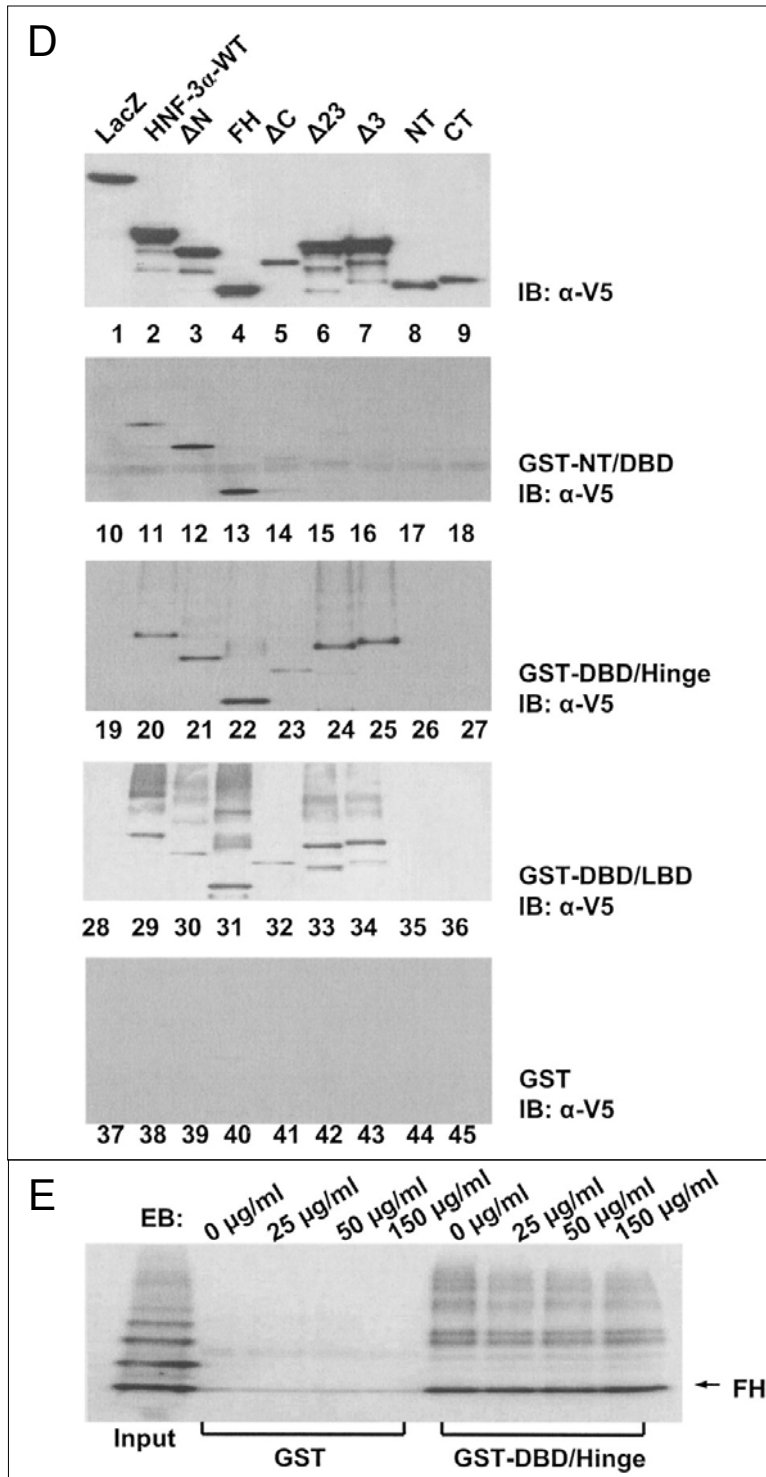 D
LacZ HNF-3α-WT ΔN FH ΔC Δ23 Δ3 NT CT
IB: α-V5
1 2 3 4 5 6 7 8 9
GST-NT/DBD
IB: α-V5
10 11 12 13 14 15 16 17 18
GST-DBD/Hinge
IB: α-V5
19 20 21 22 23 24 25 26 27
GST-DBD/LBD
IB: α-V5
28 29 30 31 32 33 34 35 36
GST
IB: α-V5
37 38 39 40 41 42 43 44 45
E
EB: 0 µg/ml 25 µg/ml 50 µg/ml 150 µg/ml 0 µg/ml 25 µg/ml 50 µg/ml 150 µg/ml
FH
Input
GST GST-DBD/Hinge